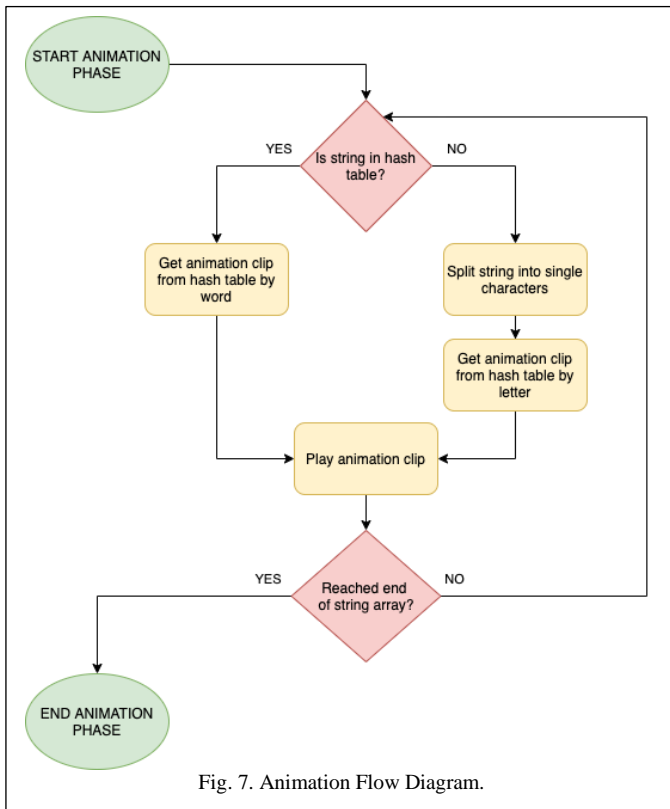 START ANIMATION
PHASE
YES
Is string in hash
table?
NO
Get animation clip
from hash table by
word
Split string into single
characters
Get animation clip
from hash table by
letter
Play animation clip
YES
Reached end
of string array?
NO
END ANIMATION
PHASE
Fig. 7. Animation Flow Diagram.